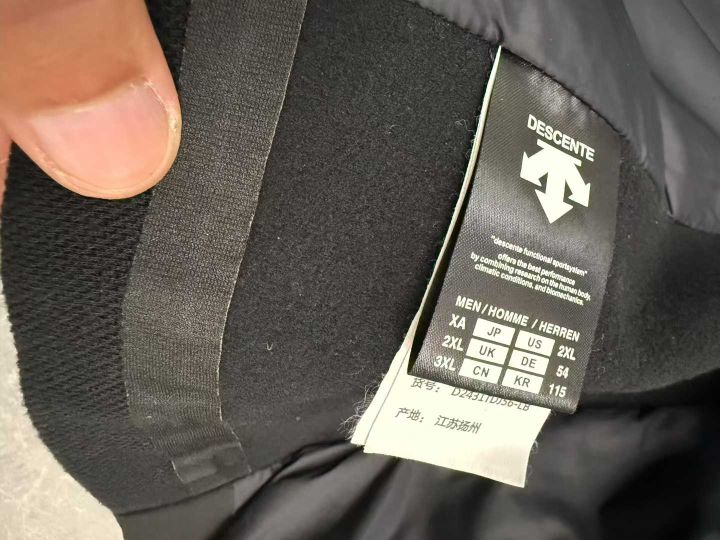 DESCENTE
"descente functional sportsystem"
offers the best performance
by combining research on the human body,
climatic conditions, and biomechanics.
MEN / HOMME / HERREN
XA JP US 2XL
2XL UK DE 54
3XL CN KR 115
货号: D2431TDJ56-LB
产地: 江苏扬州